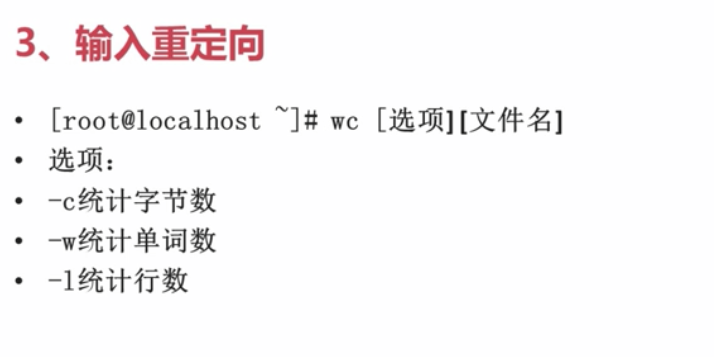 3、输入重定向
• [root@localhost ~]# wc [选项][文件名]
• 选项:
• -c统计字节数
• -w统计单词数
• -l统计行数